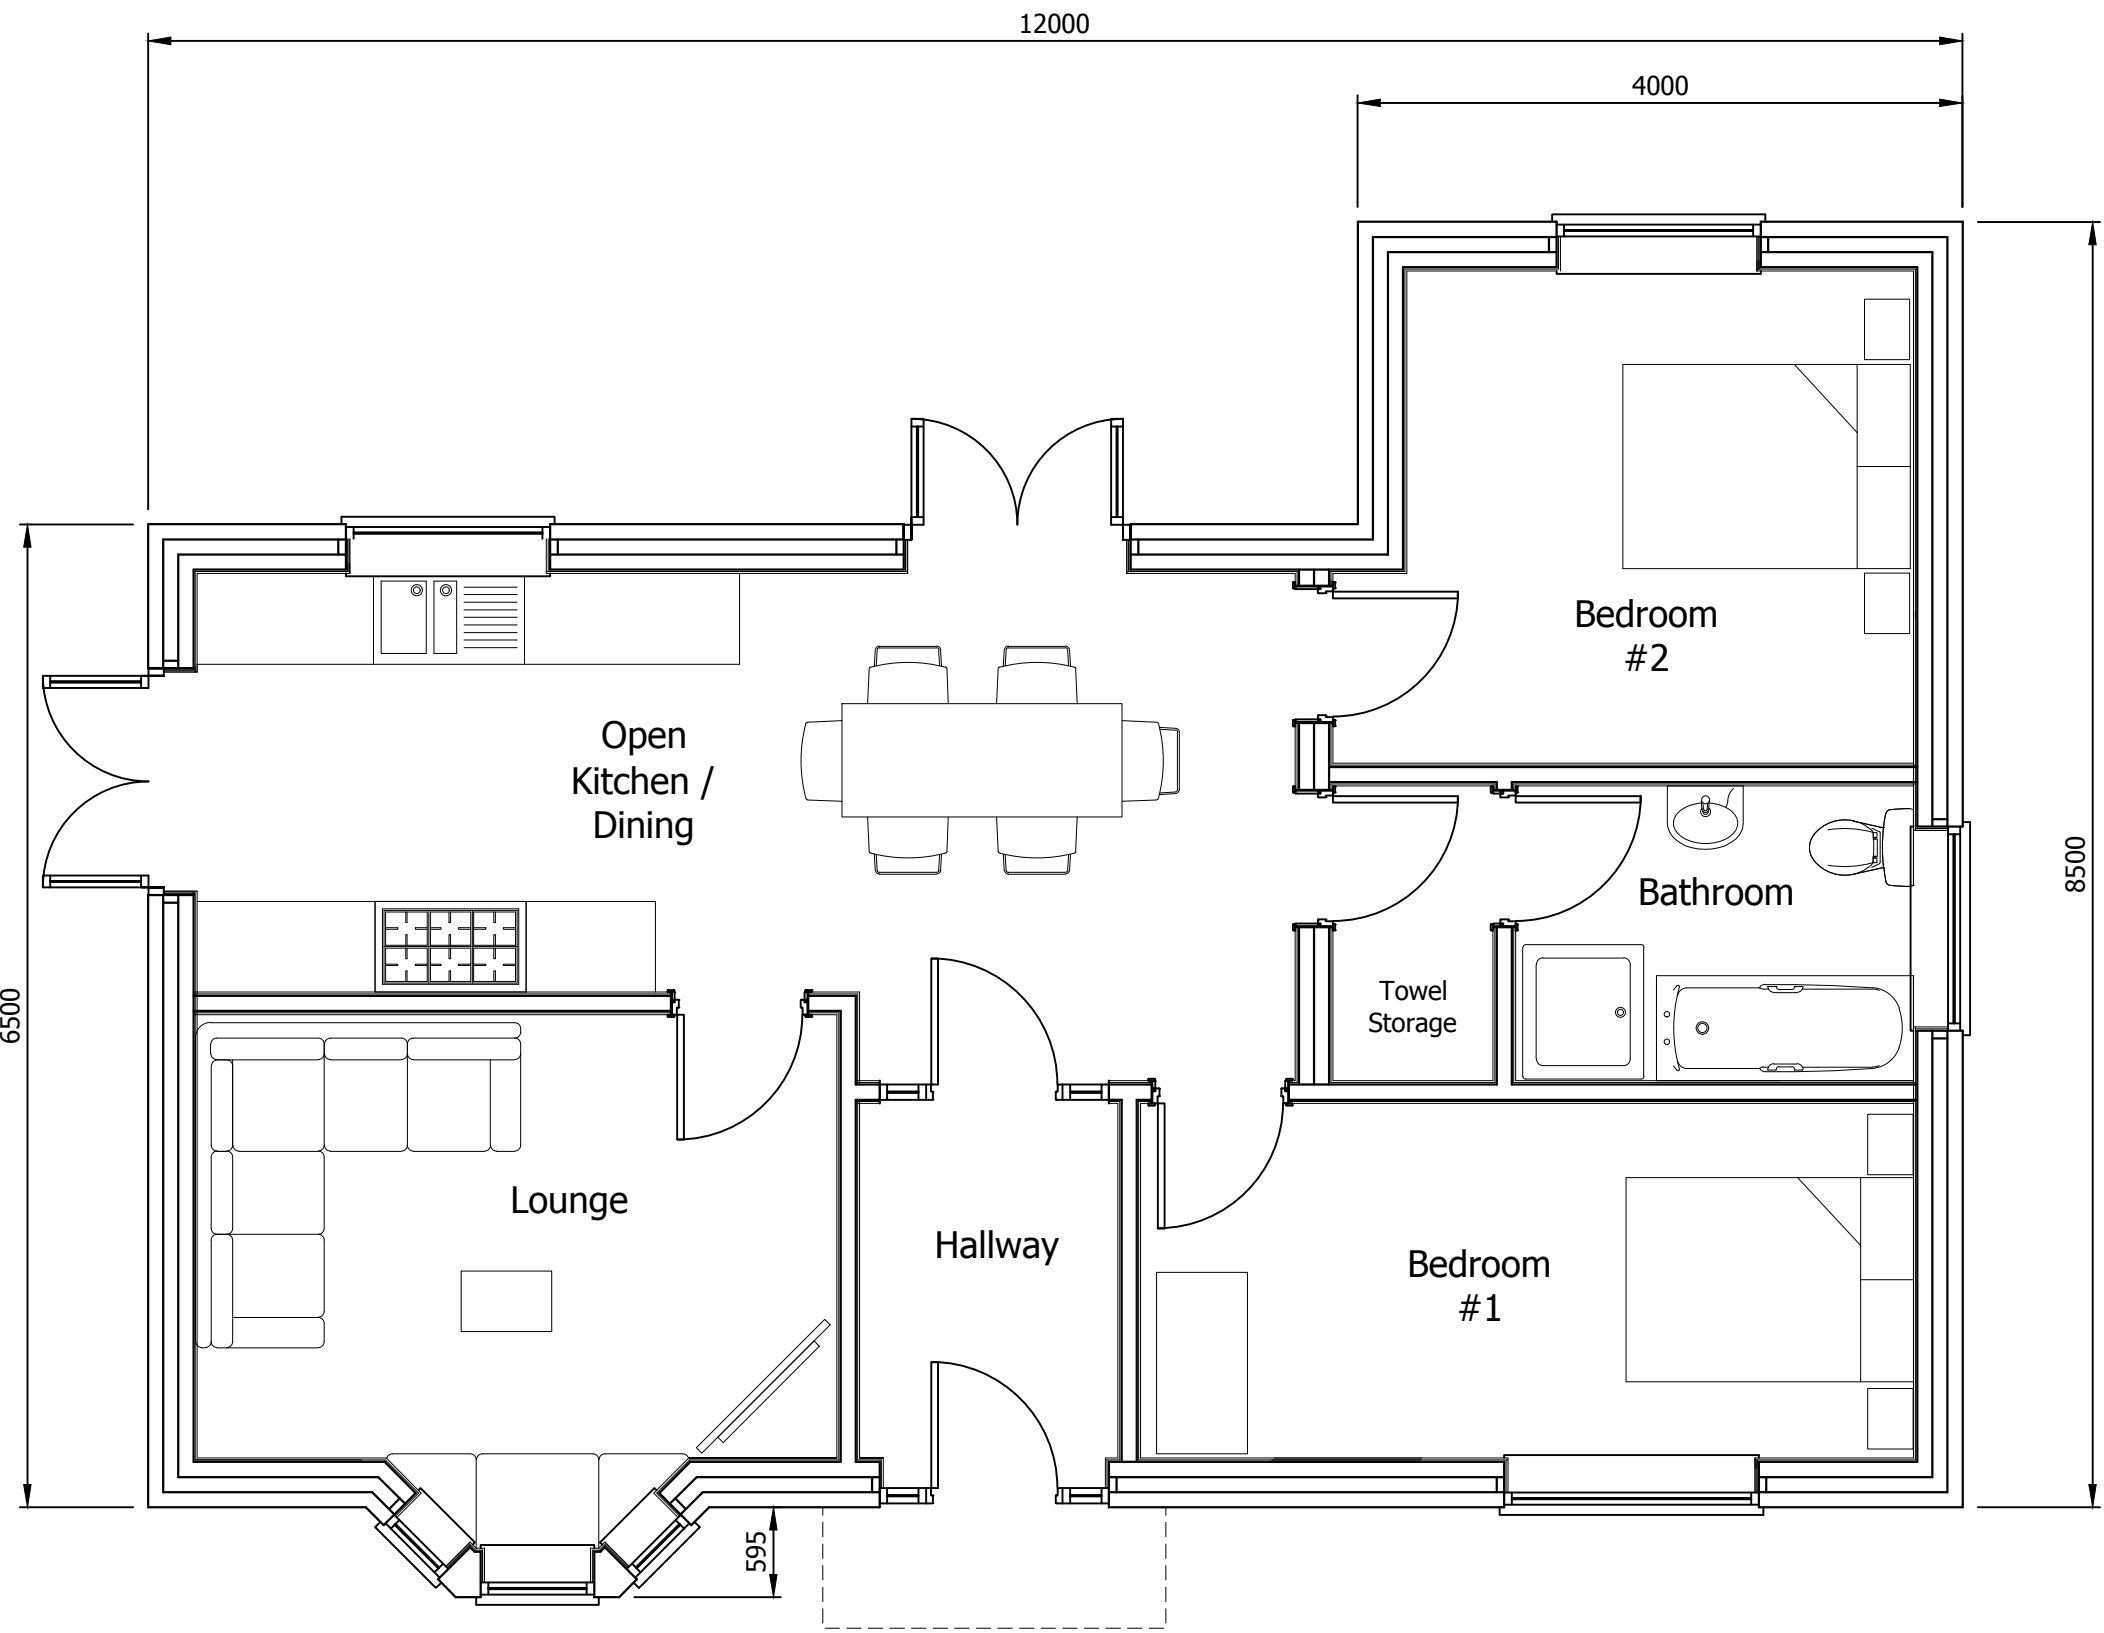 12000
4000
Bedroom
#2
Open
Kitchen /
Dining
8500
Bathroom
6500
Towel
Storage
Lounge
Hallway
Bedroom
#1
595